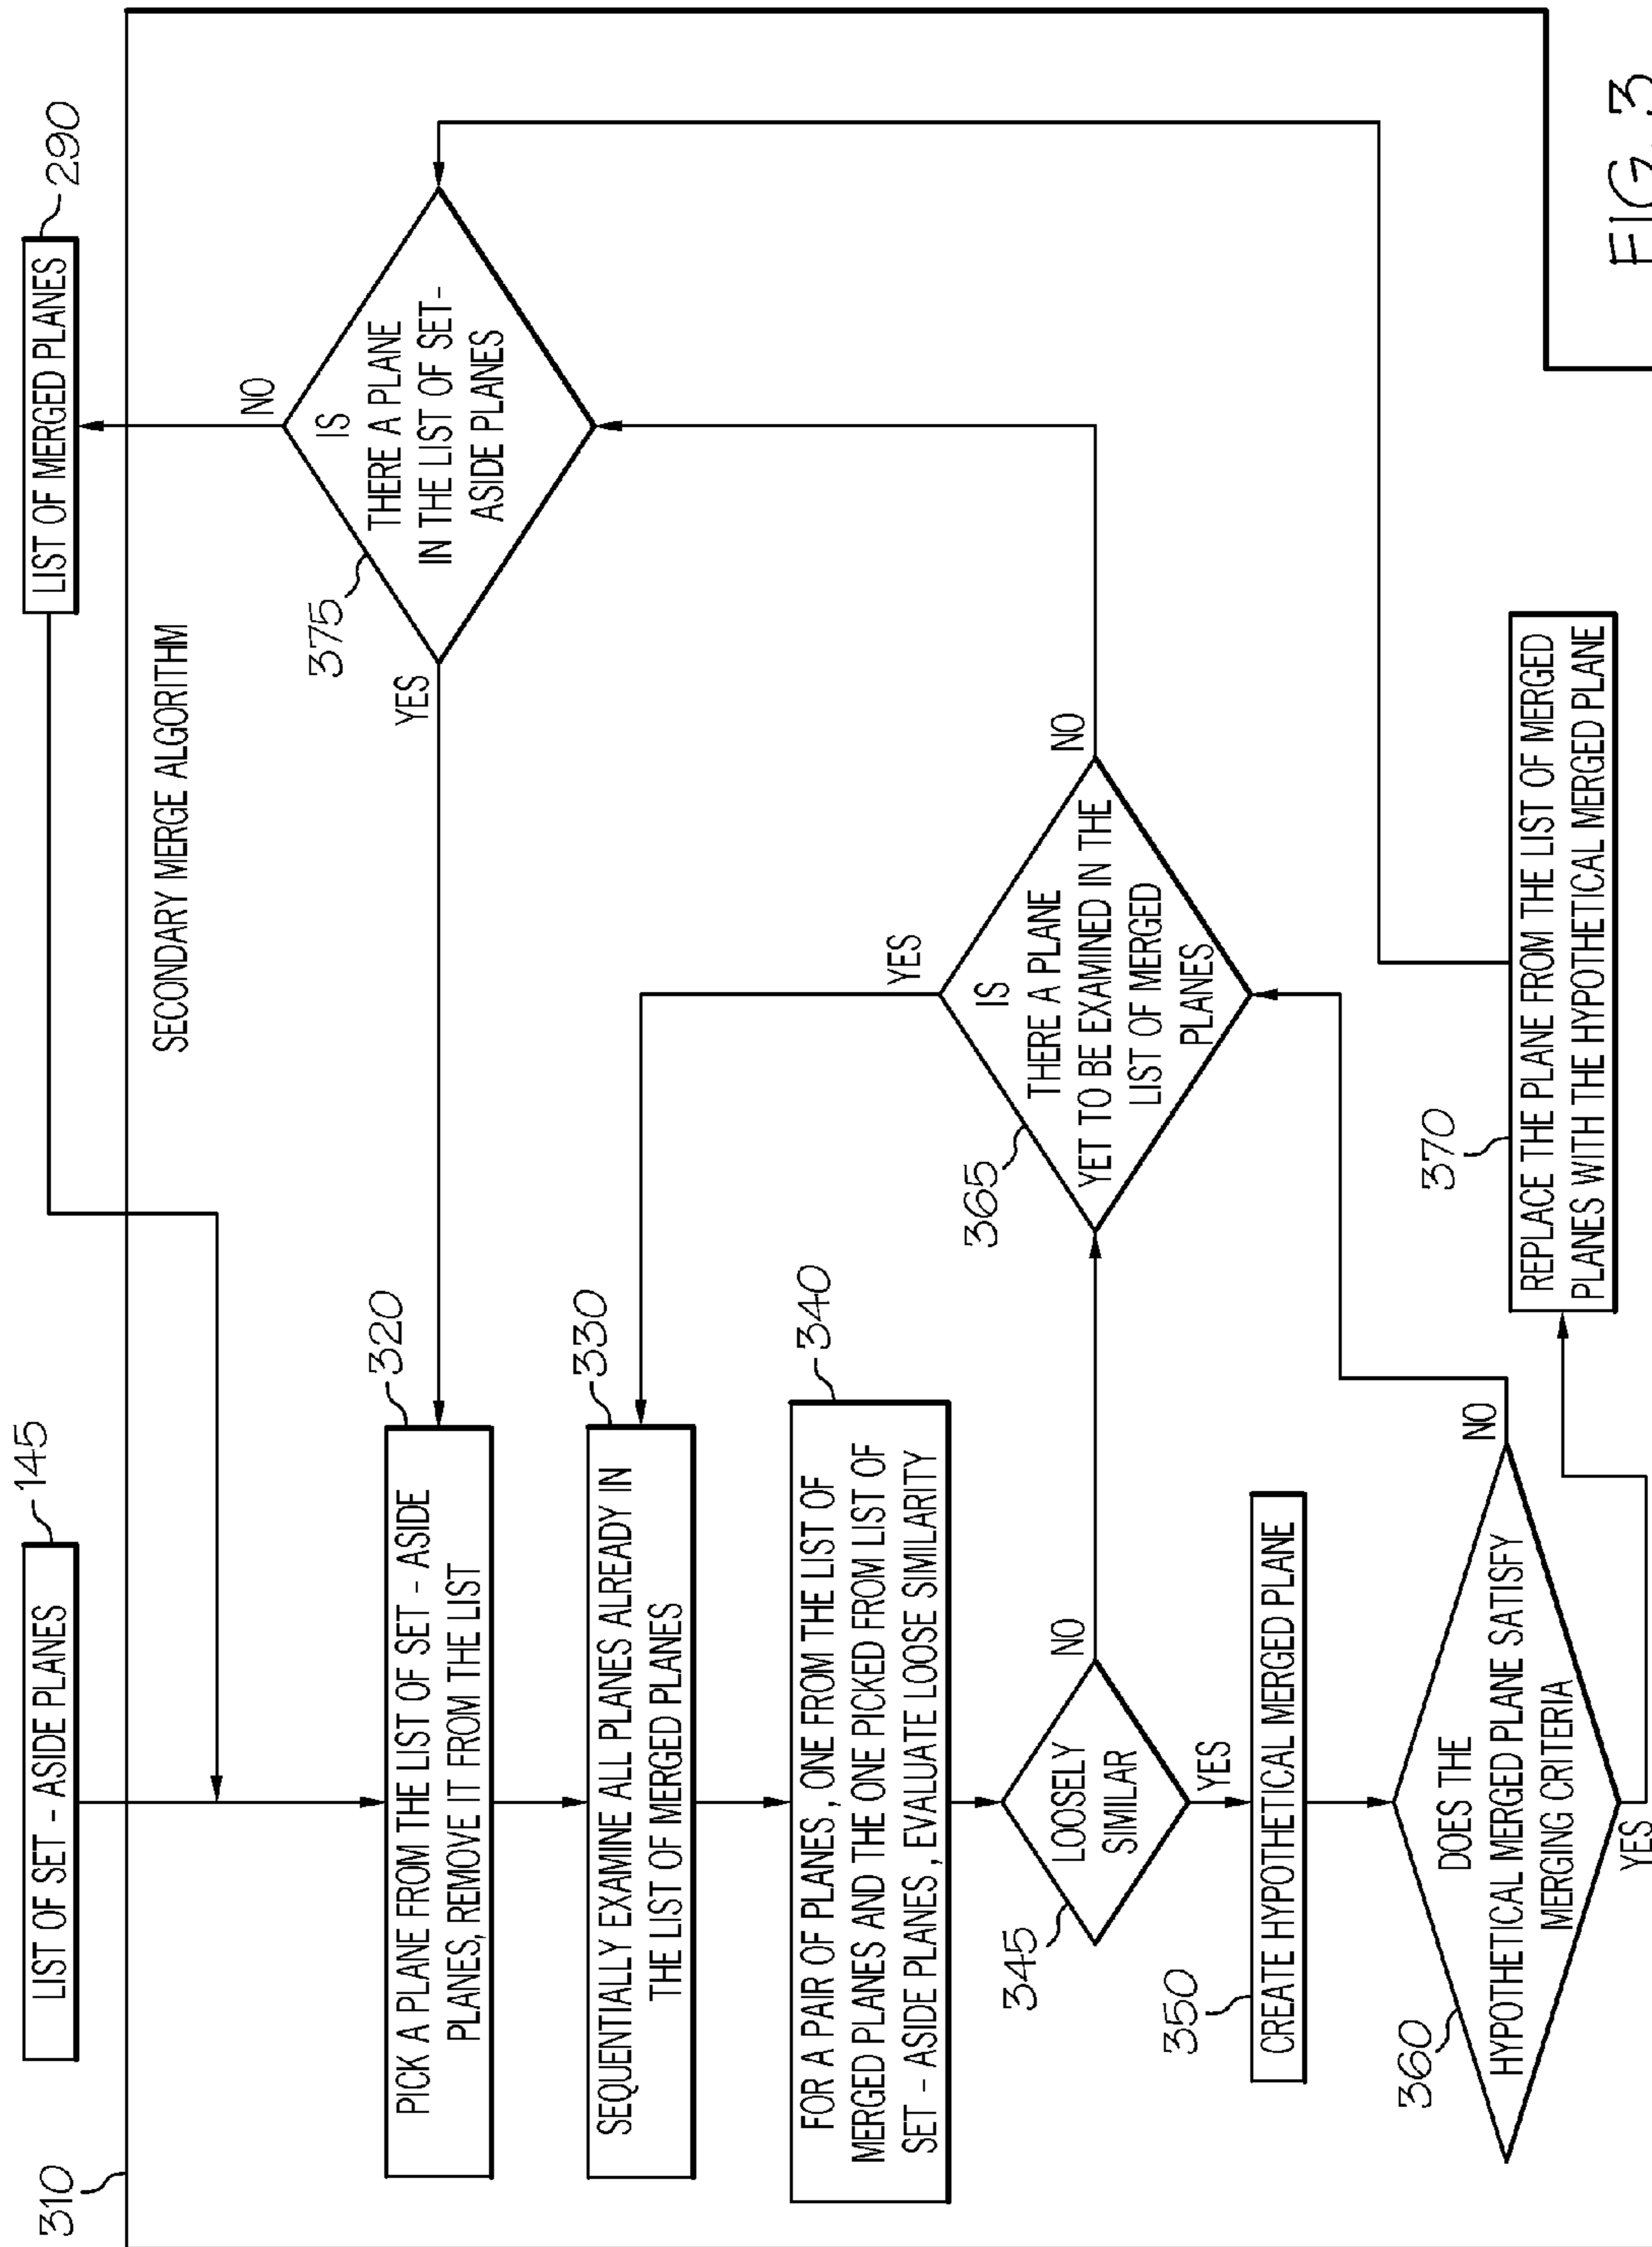 310
LIST OF SET - ASIDE PLANES
145
LIST OF MERGED PLANES
290
SECONDARY MERGE ALGORITHM
PICK A PLANE FROM THE LIST OF SET - ASIDE
PLANES, REMOVE IT FROM THE LIST
320
SEQUENTIALLY EXAMINE ALL PLANES ALREADY IN
THE LIST OF MERGED PLANES
330
FOR A PAIR OF PLANES, ONE FROM THE LIST OF
MERGED PLANES AND THE ONE PICKED FROM LIST OF
SET - ASIDE PLANES, EVALUATE LOOSE SIMILARITY
340
LOOSELY
SIMILAR
345
NO
YES
CREATE HYPOTHETICAL MERGED PLANE
350
DOES THE
HYPOTHETICAL MERGED PLANE SATISFY
MERGING CRITERIA
360
NO
YES
IS
THERE A PLANE
YET TO BE EXAMINED IN THE
LIST OF MERGED
PLANES
365
YES
NO
REPLACE THE PLANE FROM THE LIST OF MERGED
PLANES WITH THE HYPOTHETICAL MERGED PLANE
370
IS
THERE A PLANE
IN THE LIST OF SET-
ASIDE PLANES
375
YES
NO
FIG. 3